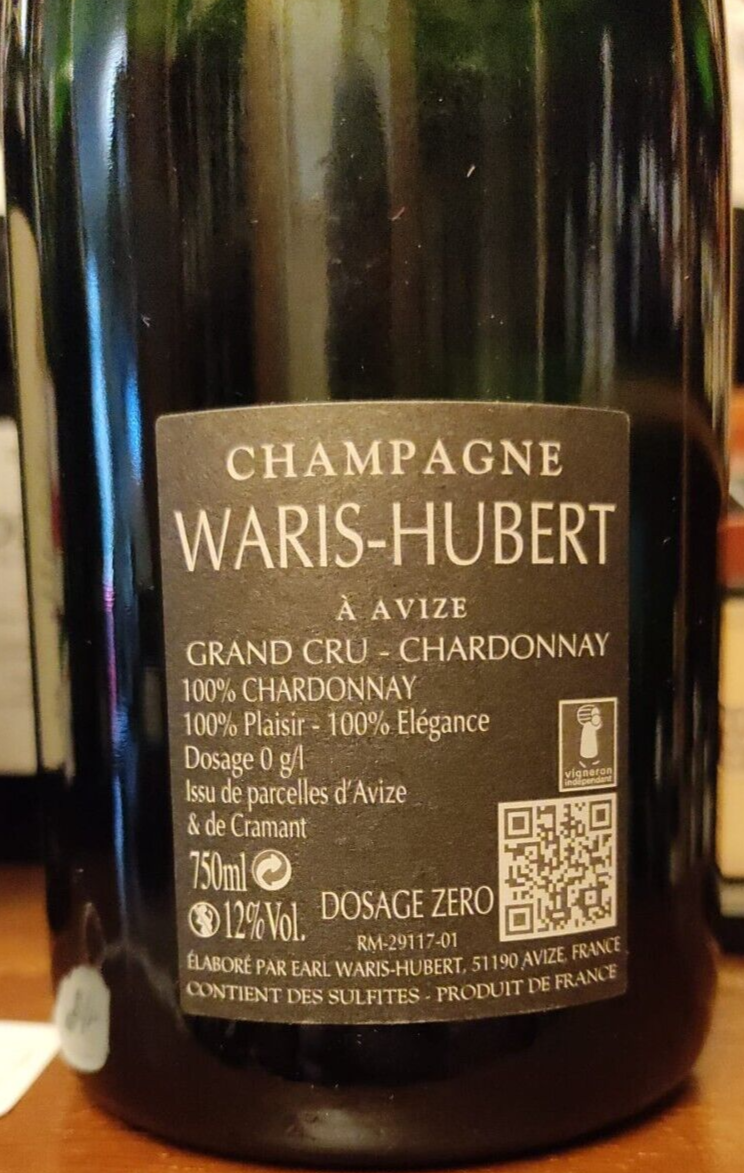 CHAMPAGNE
WARIS-HUBERT
À AVIZE
GRAND CRU - CHARDONNAY
100% CHARDONNAY
100% Plaisir - 100% Elégance
Dosage 0 g/l
Issu de parcelles d'Avize
& de Cramant
vigneron
indépendant
750ml
12%Vol.
DOSAGE ZERO
RM-29117-01
ÉLABORÉ PAR EARL WARIS-HUBERT, 51190 AVIZE, FRANCE
CONTIENT DES SULFITES - PRODUIT DE FRANCE